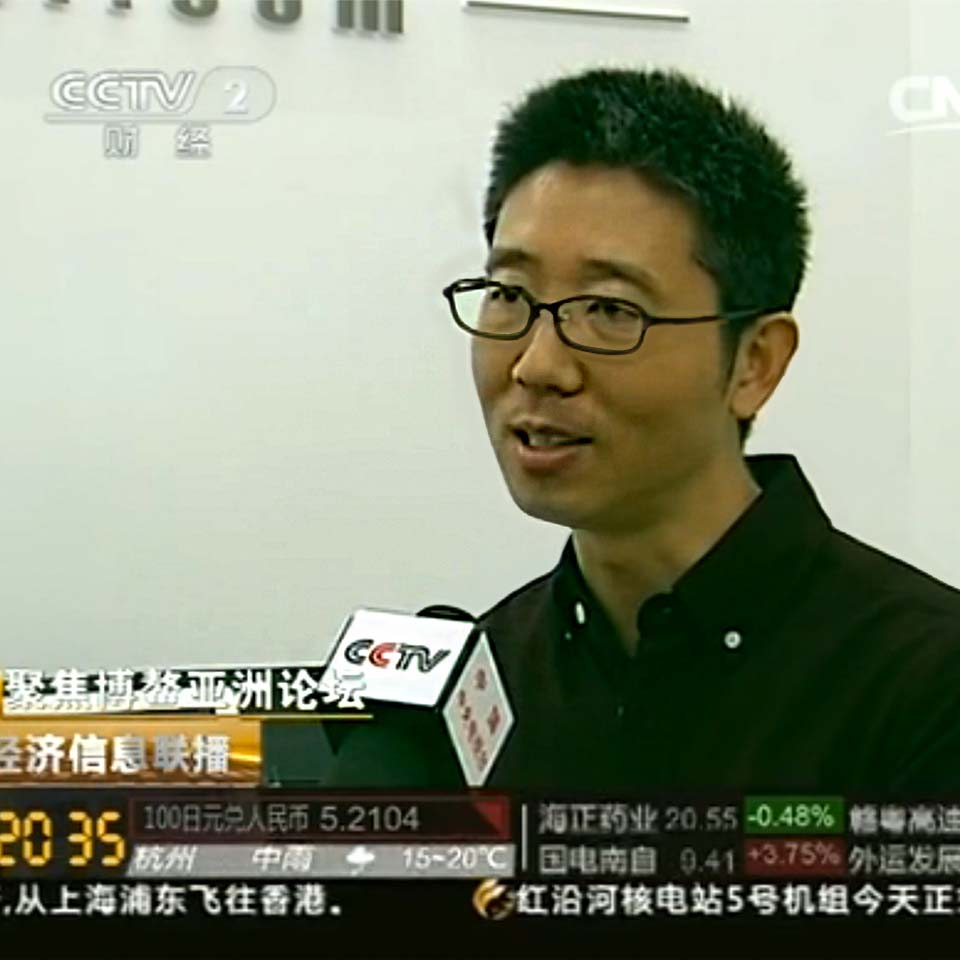 CCTV 2
财 经
CN
CCTV
聚焦博鳌亚洲论坛
经济信息联播
20 35
100日元兑人民币 5.2104
杭州 中雨 15~20℃
海正药业 20.55 -0.48%
国电南自 +3.75% 外运发展
,从上海浦东飞往香港。
红沿河核电站5号机组今天正